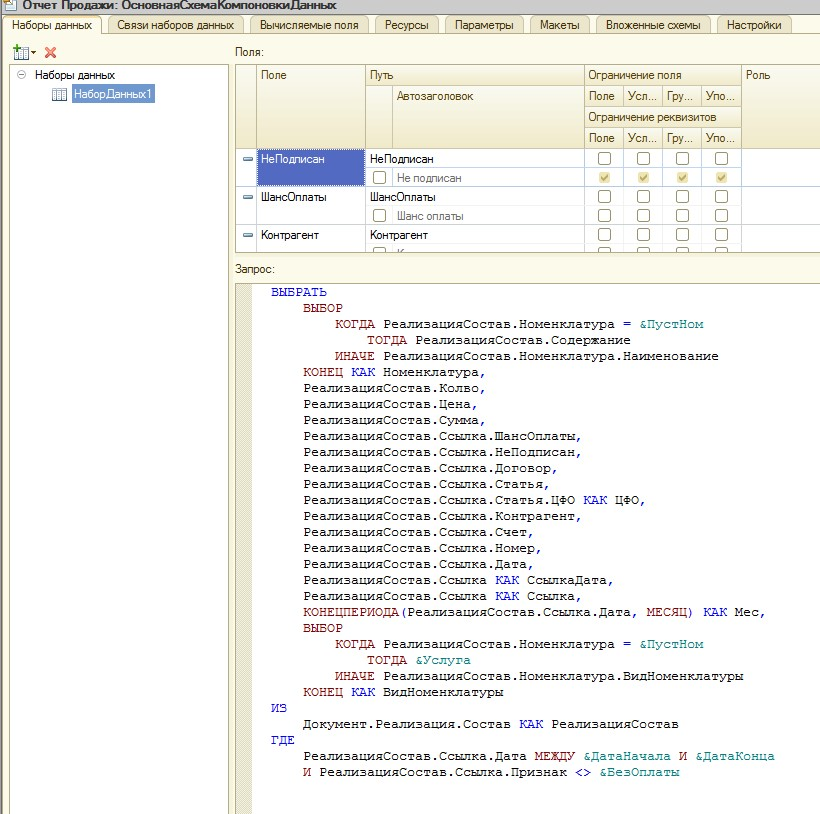 Отчет Продажи: ОсновнаяСхемаКомпоновкиДанных
Наборы данных Связи наборов данных Вычисляемые поля Ресурсы Параметры Макеты Вложенные схемы Настройки
Поля:
Наборы данных
НаборДанных1
Поле Путь Ограничение поля Роль
Автозаголовок Поле Усл... Гру... Упо...
Ограничение реквизитов
Поле Усл... Гру... Упо...
НеПодписан НеПодписан
Не подписан
ШансОплаты ШансОплаты
Шанс оплаты
Контрагент Контрагент
Запрос:
ВЫБРАТЬ
ВЫБОР
КОГДА РеализацияСостав.Номенклатура = &ПустНом
ТОГДА РеализацияСостав.Содержание
ИНАЧЕ РеализацияСостав.Номенклатура.Наименование
КОНЕЦ КАК Номенклатура,
РеализацияСостав.Колво,
РеализацияСостав.Цена,
РеализацияСостав.Сумма,
РеализацияСостав.Ссылка.ШансОплаты,
РеализацияСостав.Ссылка.НеПодписан,
РеализацияСостав.Ссылка.Договор,
РеализацияСостав.Ссылка.Статья,
РеализацияСостав.Ссылка.Статья.ЦФО КАК ЦФО,
РеализацияСостав.Ссылка.Контрагент,
РеализацияСостав.Ссылка.Счет,
РеализацияСостав.Ссылка.Номер,
РеализацияСостав.Ссылка.Дата,
РеализацияСостав.Ссылка КАК СсылкаДата,
РеализацияСостав.Ссылка КАК Ссылка,
КОНЕЦПЕРИОДА(РеализацияСостав.Ссылка.Дата, МЕСЯЦ) КАК Мес,
ВЫБОР
КОГДА РеализацияСостав.Номенклатура = &ПустНом
ТОГДА &Услуга
ИНАЧЕ РеализацияСостав.Номенклатура.ВидНоменклатуры
КОНЕЦ КАК ВидНоменклатуры
ИЗ
Документ.Реализация.Состав КАК РеализацияСостав
ГДЕ
РеализацияСостав.Ссылка.Дата МЕЖДУ &ДатаНачала И &ДатаКонца
И РеализацияСостав.Ссылка.Признак <> &БезОплаты